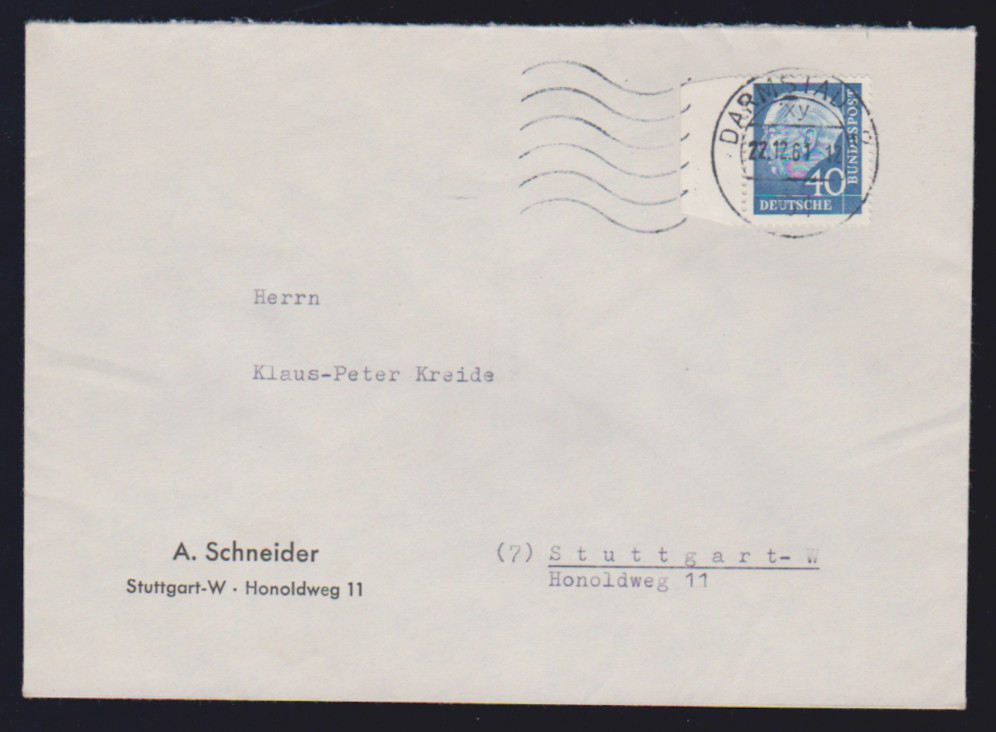 DARMSTADT 2
xy
22.12.61
40
DEUTSCHE
BUNDESPOST
Herrn
Klaus-Peter Kreide
A. Schneider
Stuttgart-W · Honoldweg 11
(7) Stuttgart-W
Honoldweg 11